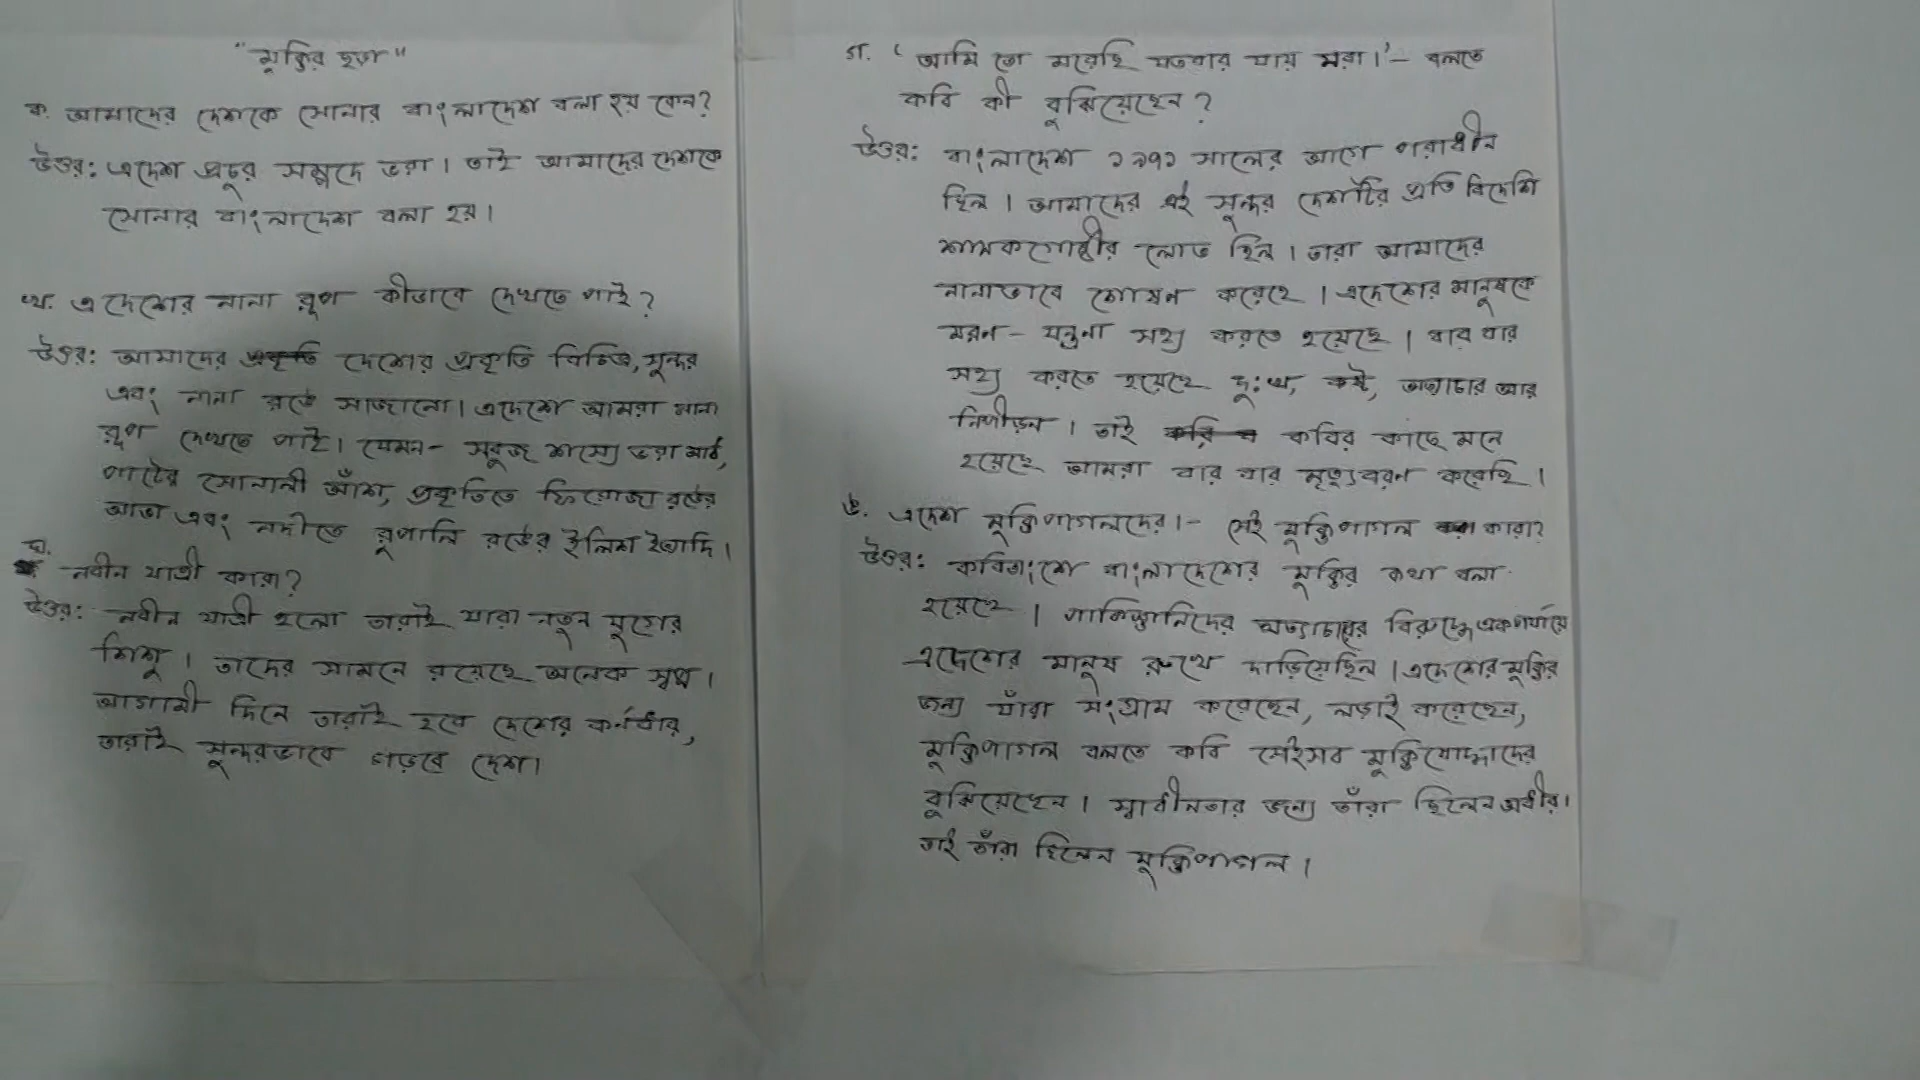 "মুক্তির ছড়া"
ক. আমাদের দেশকে সোনার বাংলাদেশ বলা হয় কেন?
উত্তর: এদেশ প্রচুর সম্পদে ভরা। তাই আমাদের দেশকে
সোনার বাংলাদেশ বলা হয়।
খ. এ দেশের নানা রূপ কীভাবে দেখতে পাই?
উত্তর: আমাদের প্রকৃতি দেশের প্রকৃতি বিচিত্র, সুন্দর
এবং নানা রঙে সাজানো। এদেশে আমরা নানা
রূপ দেখতে পাই। যেমন- সবুজ শস্যে ভরা মাঠ,
পাটের সোনালী আঁশ, প্রকৃতিতে ফিরোজা রঙের
আভা এবং নদীতে রূপালি রঙের ইলিশ ইত্যাদি।
ঘ. নবীন যাত্রী কারা?
উত্তর: নবীন যাত্রী হলো তারাই যারা নতুন যুগের
শিশু। তাদের সামনে রয়েছে অনেক স্বপ্ন।
আগামী দিনে তারাই হবে দেশের কর্নধার,
তারাই সুন্দরভাবে গড়বে দেশ।
গ. 'আমি তো মরেছি যতবার যায় মরা।'- বলতে
কবি কী বুঝিয়েছেন?
উত্তর: বাংলাদেশ ১৯৭১ সালের আগে পরাধীন
ছিল। আমাদের এই সুন্দর দেশটির প্রতি বিদেশি
শাসকগোষ্ঠীর লোভ ছিল। তারা আমাদের
নানাভাবে শোষন করেছে। এদেশের মানুষকে
মরন-যন্ত্রনা সহ্য করতে হয়েছে। বার বার
সহ্য করতে হয়েছে দু:খ, কষ্ট, অত্যাচার আর
নিপীড়ন। তাই কবির কাছে মনে
হয়েছে আমরা বার বার মৃত্যুবরন করেছি।
ঙ. এদেশ মুক্তিপাগলদের।- সেই মুক্তিপাগল কারা?
উত্তর: কবিতাংশে বাংলাদেশের মুক্তির কথা বলা
হয়েছে। পাকিস্তানিদের অত্যাচারের বিরুদ্ধে একপর্যায়ে
এদেশের মানুষ রুখে দাড়িয়েছিল। এদেশের মুক্তির
জন্য যাঁরা সংগ্রাম করেছেন, লড়াই করেছেন,
মুক্তিপাগল বলতে কবি সেইসব মুক্তিযোদ্ধাদের
বুঝিয়েছেন। স্বাধীনতার জন্য তাঁরা ছিলেন অধীর।
তাই তাঁরা ছিলেন মুক্তিপাগল।